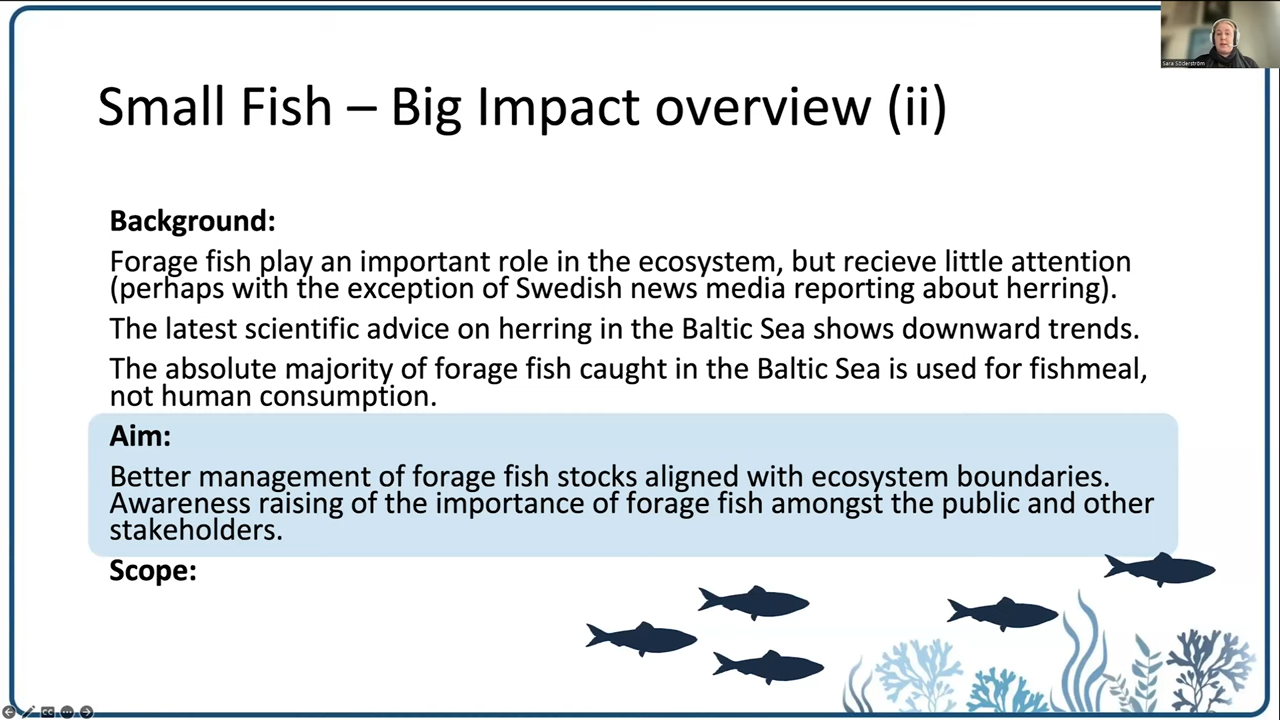 Sara Söderström
Small Fish – Big Impact overview (ii)
Background:
Forage fish play an important role in the ecosystem, but recieve little attention
(perhaps with the exception of Swedish news media reporting about herring).
The latest scientific advice on herring in the Baltic Sea shows downward trends.
The absolute majority of forage fish caught in the Baltic Sea is used for fishmeal,
not human consumption.
Aim:
Better management of forage fish stocks aligned with ecosystem boundaries.
Awareness raising of the importance of forage fish amongst the public and other
stakeholders.
Scope: